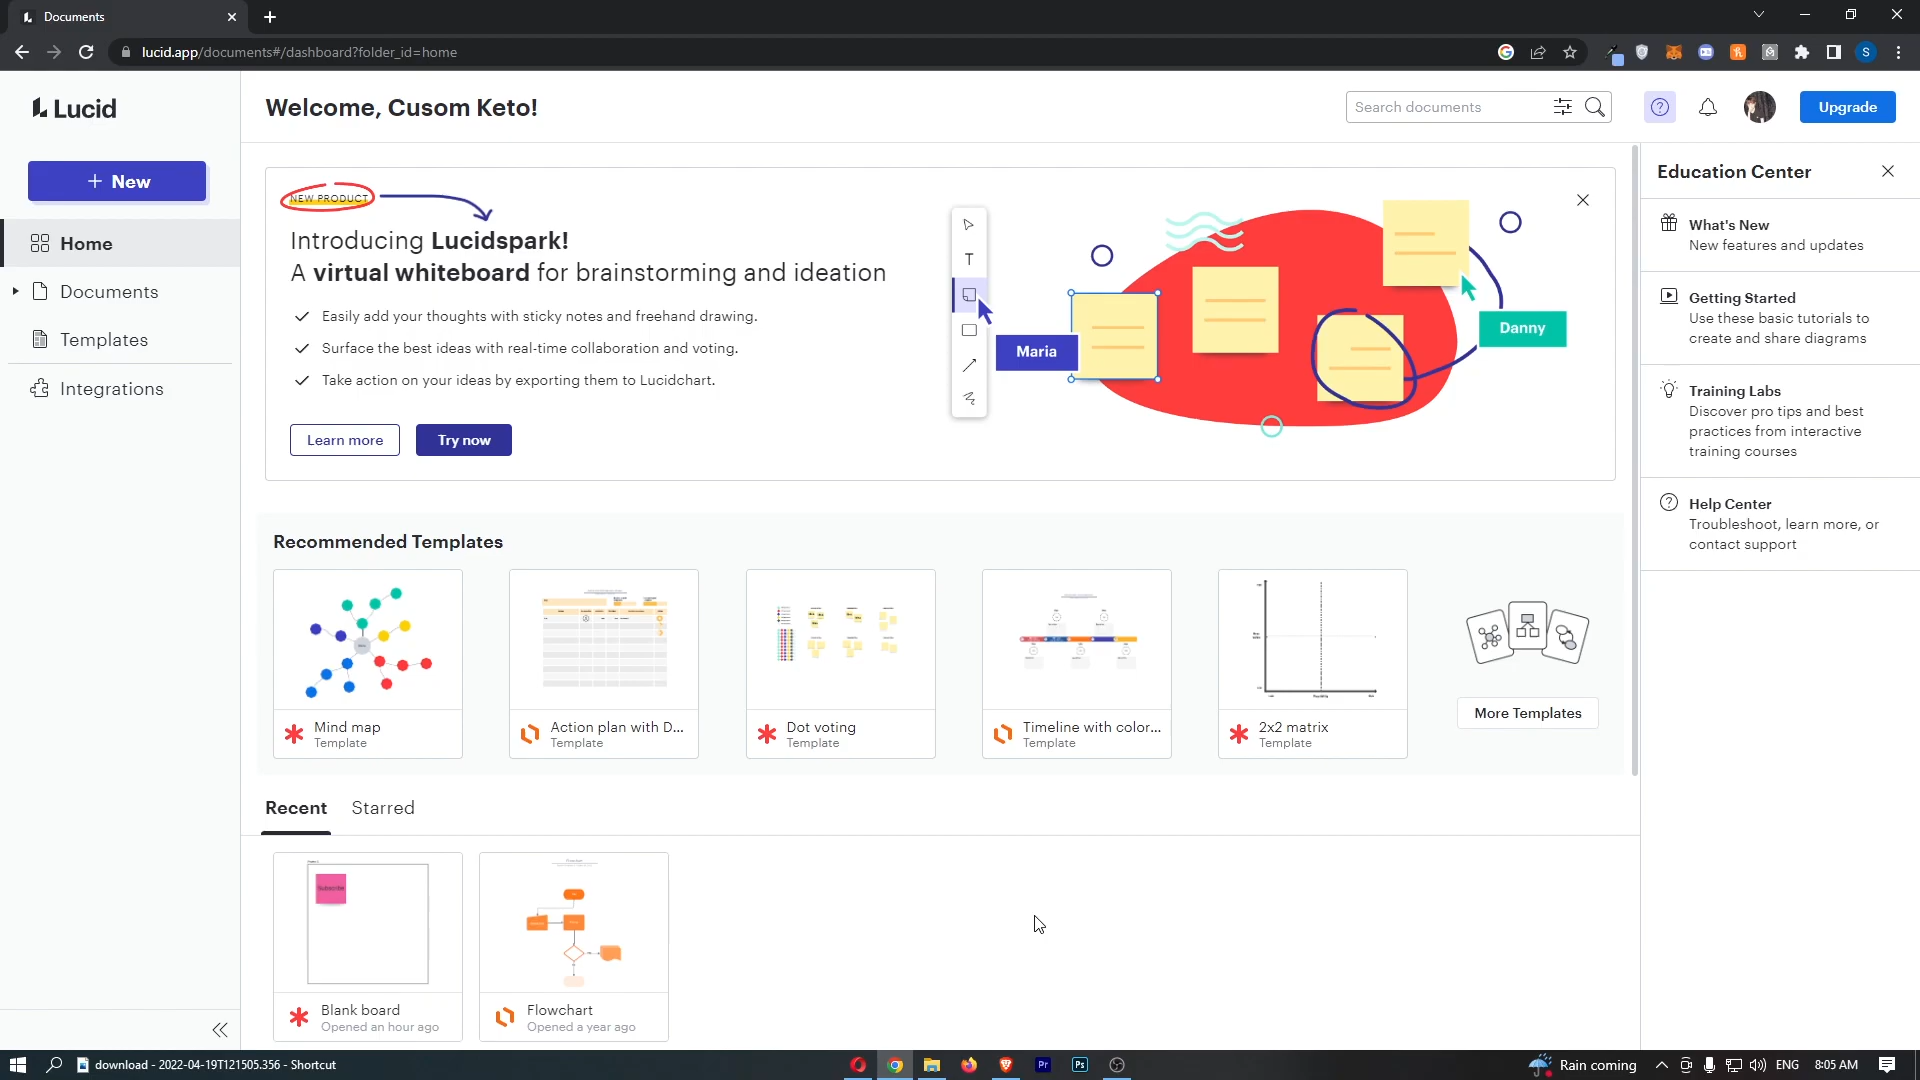 Documents
lucid.app/documents#/dashboard?folder_id=home
S
Lucid
Welcome, Cusom Keto!
Search documents
Upgrade
+ New
Home
Documents
Templates
Integrations
NEW PRODUCT
Introducing Lucidspark!
A virtual whiteboard for brainstorming and ideation
Easily add your thoughts with sticky notes and freehand drawing.
Surface the best ideas with real-time collaboration and voting.
Take action on your ideas by exporting them to Lucidchart.
Learn more
Try now
T
Maria
Danny
Education Center
What's New
New features and updates
Getting Started
Use these basic tutorials to
create and share diagrams
Training Labs
Discover pro tips and best
practices from interactive
training courses
Help Center
Troubleshoot, learn more, or
contact support
Recommended Templates
Mind map
Template
Action plan with D...
Template
Dot voting
Template
Timeline with color...
Template
2x2 matrix
Template
More Templates
Recent
Starred
Subscribe
Blank board
Opened an hour ago
Flowchart
Opened a year ago
download - 2022-04-19T121505.356 - Shortcut
Pr
Ps
Rain coming
ENG
8:05 AM